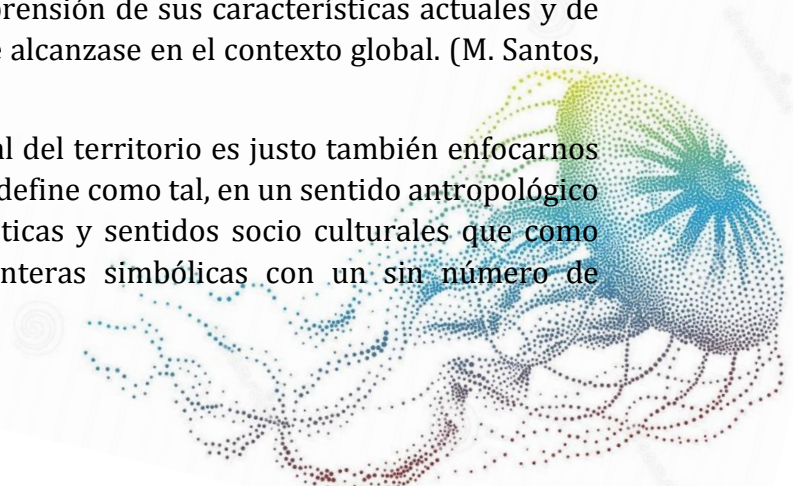 prensión de sus características actuales y de
e alcanzase en el contexto global. (M. Santos,
al del territorio es justo también enfocarnos
define como tal, en un sentido antropológico
ticas y sentidos socio culturales que como
nteras simbólicas con un sin número de